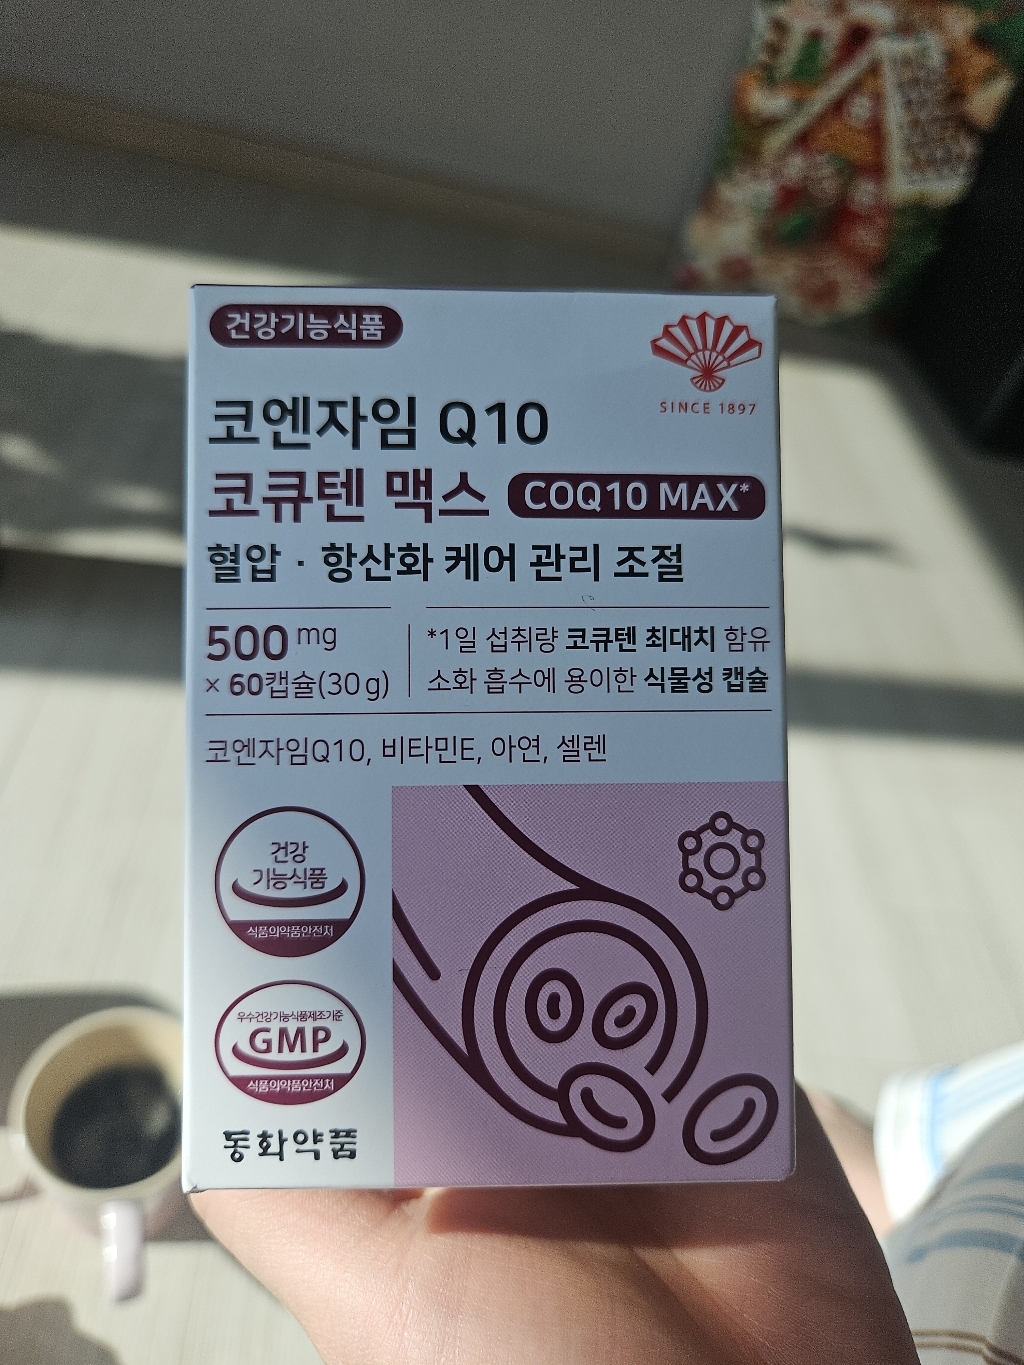 건강기능식품
SINCE 1897
코엔자임 Q10
코큐텐 맥스 COQ10 MAX*
혈압 · 항산화 케어 관리 조절
500 mg
× 60캡슐(30g)
*1일 섭취량 코큐텐 최대치 함유
소화 흡수에 용이한 식물성 캡슐
코엔자임Q10, 비타민E, 아연, 셀렌
건강
기능식품
식품의약품안전처
우수건강기능식품제조기준
GMP
식품의약품안전처
동화약품